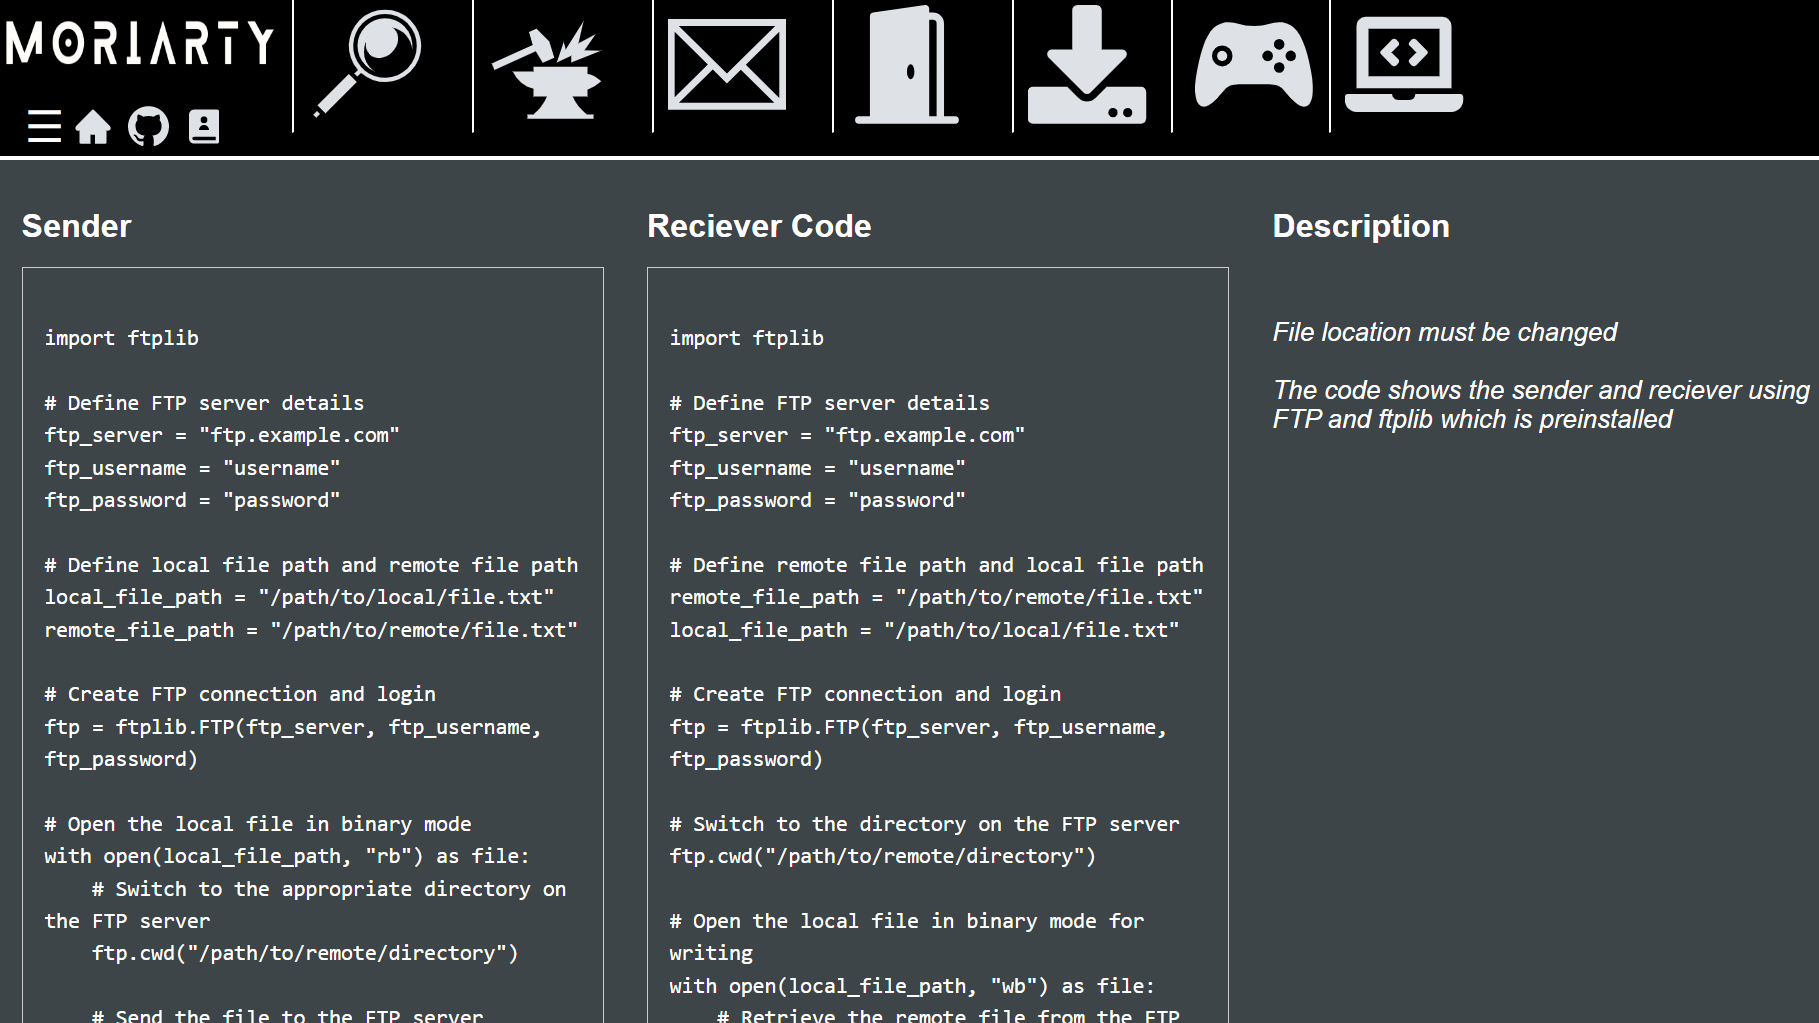 MORIARTY
Sender
import ftplib
# Define FTP server details
ftp_server = "ftp.example.com"
ftp_username = "username"
ftp_password = "password"
# Define local file path and remote file path
local_file_path = "/path/to/local/file.txt"
remote_file_path = "/path/to/remote/file.txt"
# Create FTP connection and login
ftp = ftplib.FTP(ftp_server, ftp_username,
ftp_password)
# Open the local file in binary mode
with open(local_file_path, "rb") as file:
    # Switch to the appropriate directory on
the FTP server
    ftp.cwd("/path/to/remote/directory")
    # Send the file to the FTP server
Reciever Code
import ftplib
# Define FTP server details
ftp_server = "ftp.example.com"
ftp_username = "username"
ftp_password = "password"
# Define remote file path and local file path
remote_file_path = "/path/to/remote/file.txt"
local_file_path = "/path/to/local/file.txt"
# Create FTP connection and login
ftp = ftplib.FTP(ftp_server, ftp_username,
ftp_password)
# Switch to the directory on the FTP server
ftp.cwd("/path/to/remote/directory")
# Open the local file in binary mode for
writing
with open(local_file_path, "wb") as file:
    # Retrieve the remote file from the FTP
Description
File location must be changed
The code shows the sender and reciever using
FTP and ftplib which is preinstalled